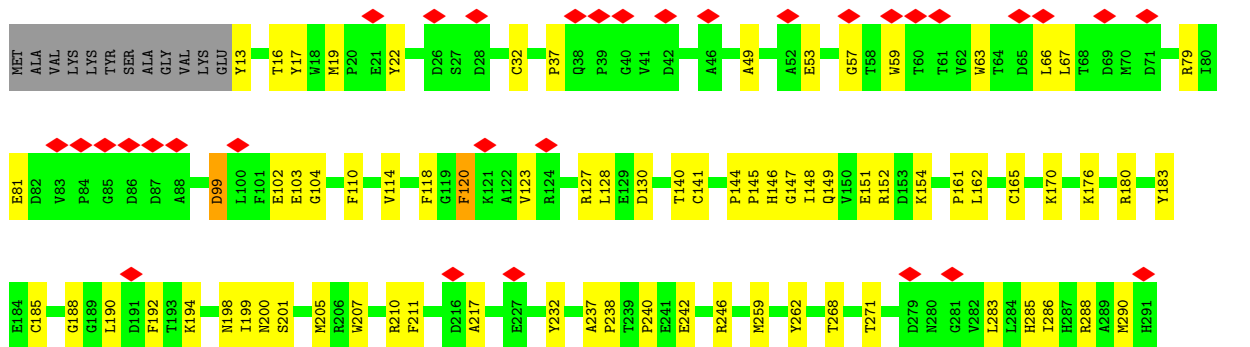 MET ALA VAL LYS LYS TYR SER ALA GLY VAL LYS GLU Y13 T16 Y17 W18 M19 P20 E21 Y22 D26 S27 D28 C32 P37 Q38 P39 G40 V41 D42 A46 A49 A52 E53 G57 T58 W59 T60 T61 V62 W63 T64 D65 L66 L67 T68 D69 M70 D71 R79 I80
E81 D82 V83 P84 G85 D86 D87 A88 D99 L100 F101 E102 E103 G104 F110 V114 F118 G119 F120 K121 A122 V123 R124 R127 L128 E129 D130 T140 C141 P144 P145 H146 G147 I148 Q149 V150 E151 R152 D153 K154 P161 L162 C165 K170 K176 R180 Y183
E184 C185 G188 G189 L190 D191 F192 T193 K194 N198 I199 N200 S201 M205 R206 W207 R210 F211 D216 A217 E227 Y232 A237 P238 T239 P240 E241 E242 R246 M259 Y262 T268 T271 D279 N280 G281 V282 L283 L284 H285 I286 H287 R288 A289 M290 H291